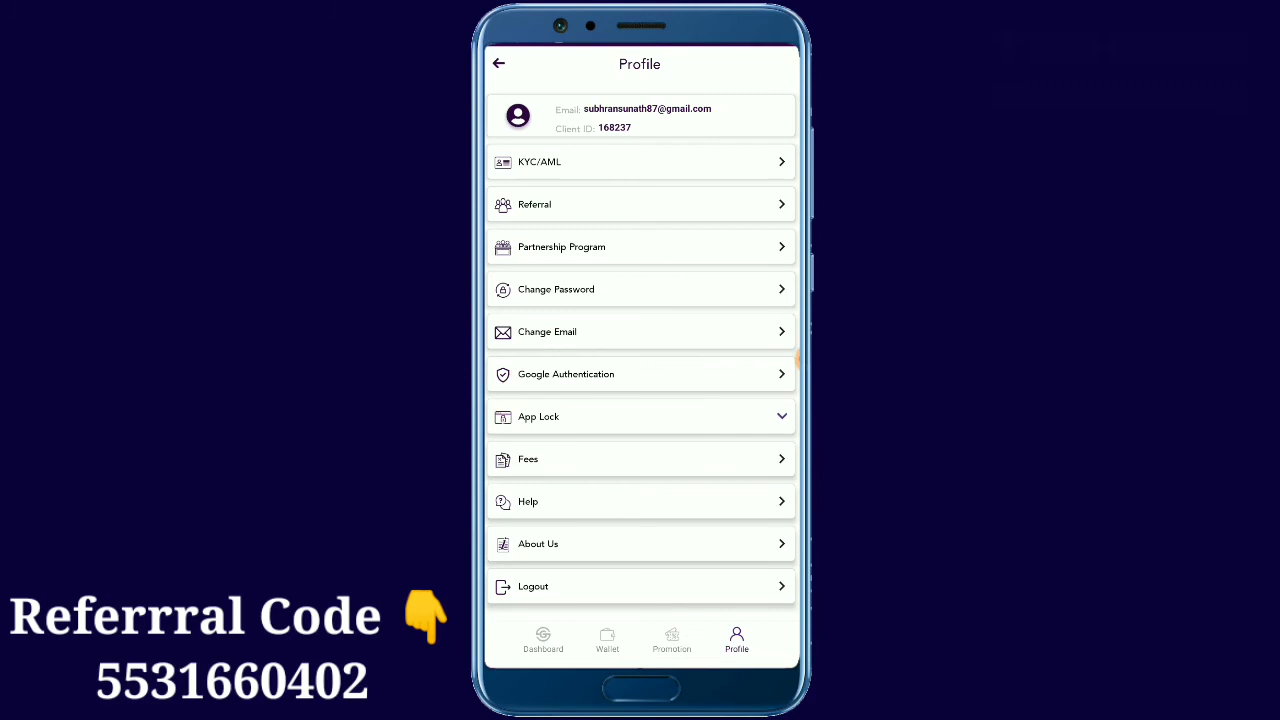 Profile
Email: subhransunath87@gmail.com
Client ID: 168237
KYC/AML
Referral
Partnership Program
Change Password
Change Email
Google Authentication
App Lock
Fees
Help
About Us
Logout
Dashboard Wallet Promotion Profile
Referrral Code 👇
5531660402